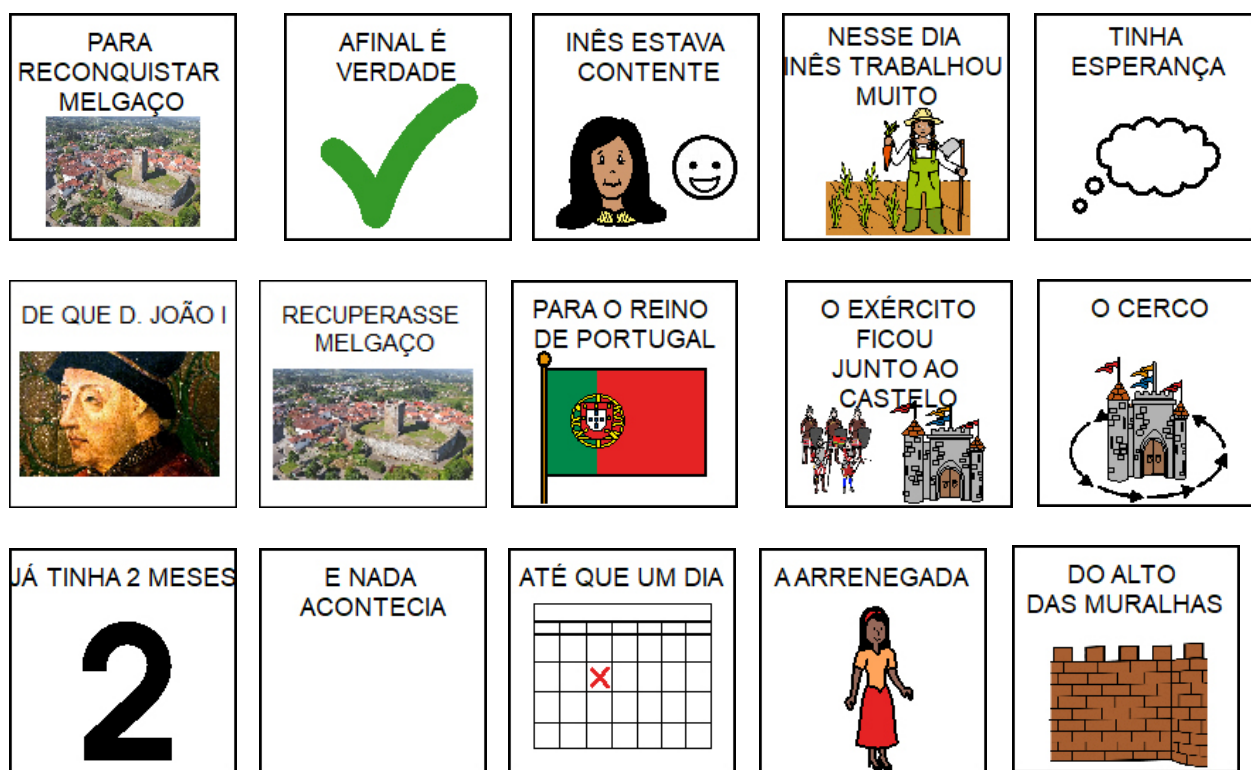 PARA
RECONQUISTAR
MELGAÇO
AFINAL É
VERDADE
INÊS ESTAVA
CONTENTE
NESSE DIA
INÊS TRABALHOU
MUITO
TINHA
ESPERANÇA
DE QUE D. JOÃO I
RECUPERASSE
MELGAÇO
PARA O REINO
DE PORTUGAL
O EXÉRCITO
FICOU
JUNTO AO
CASTELO
O CERCO
JÁ TINHA 2 MESES
2
E NADA
ACONTECIA
ATÉ QUE UM DIA
A ARRENEGADA
DO ALTO
DAS MURALHAS